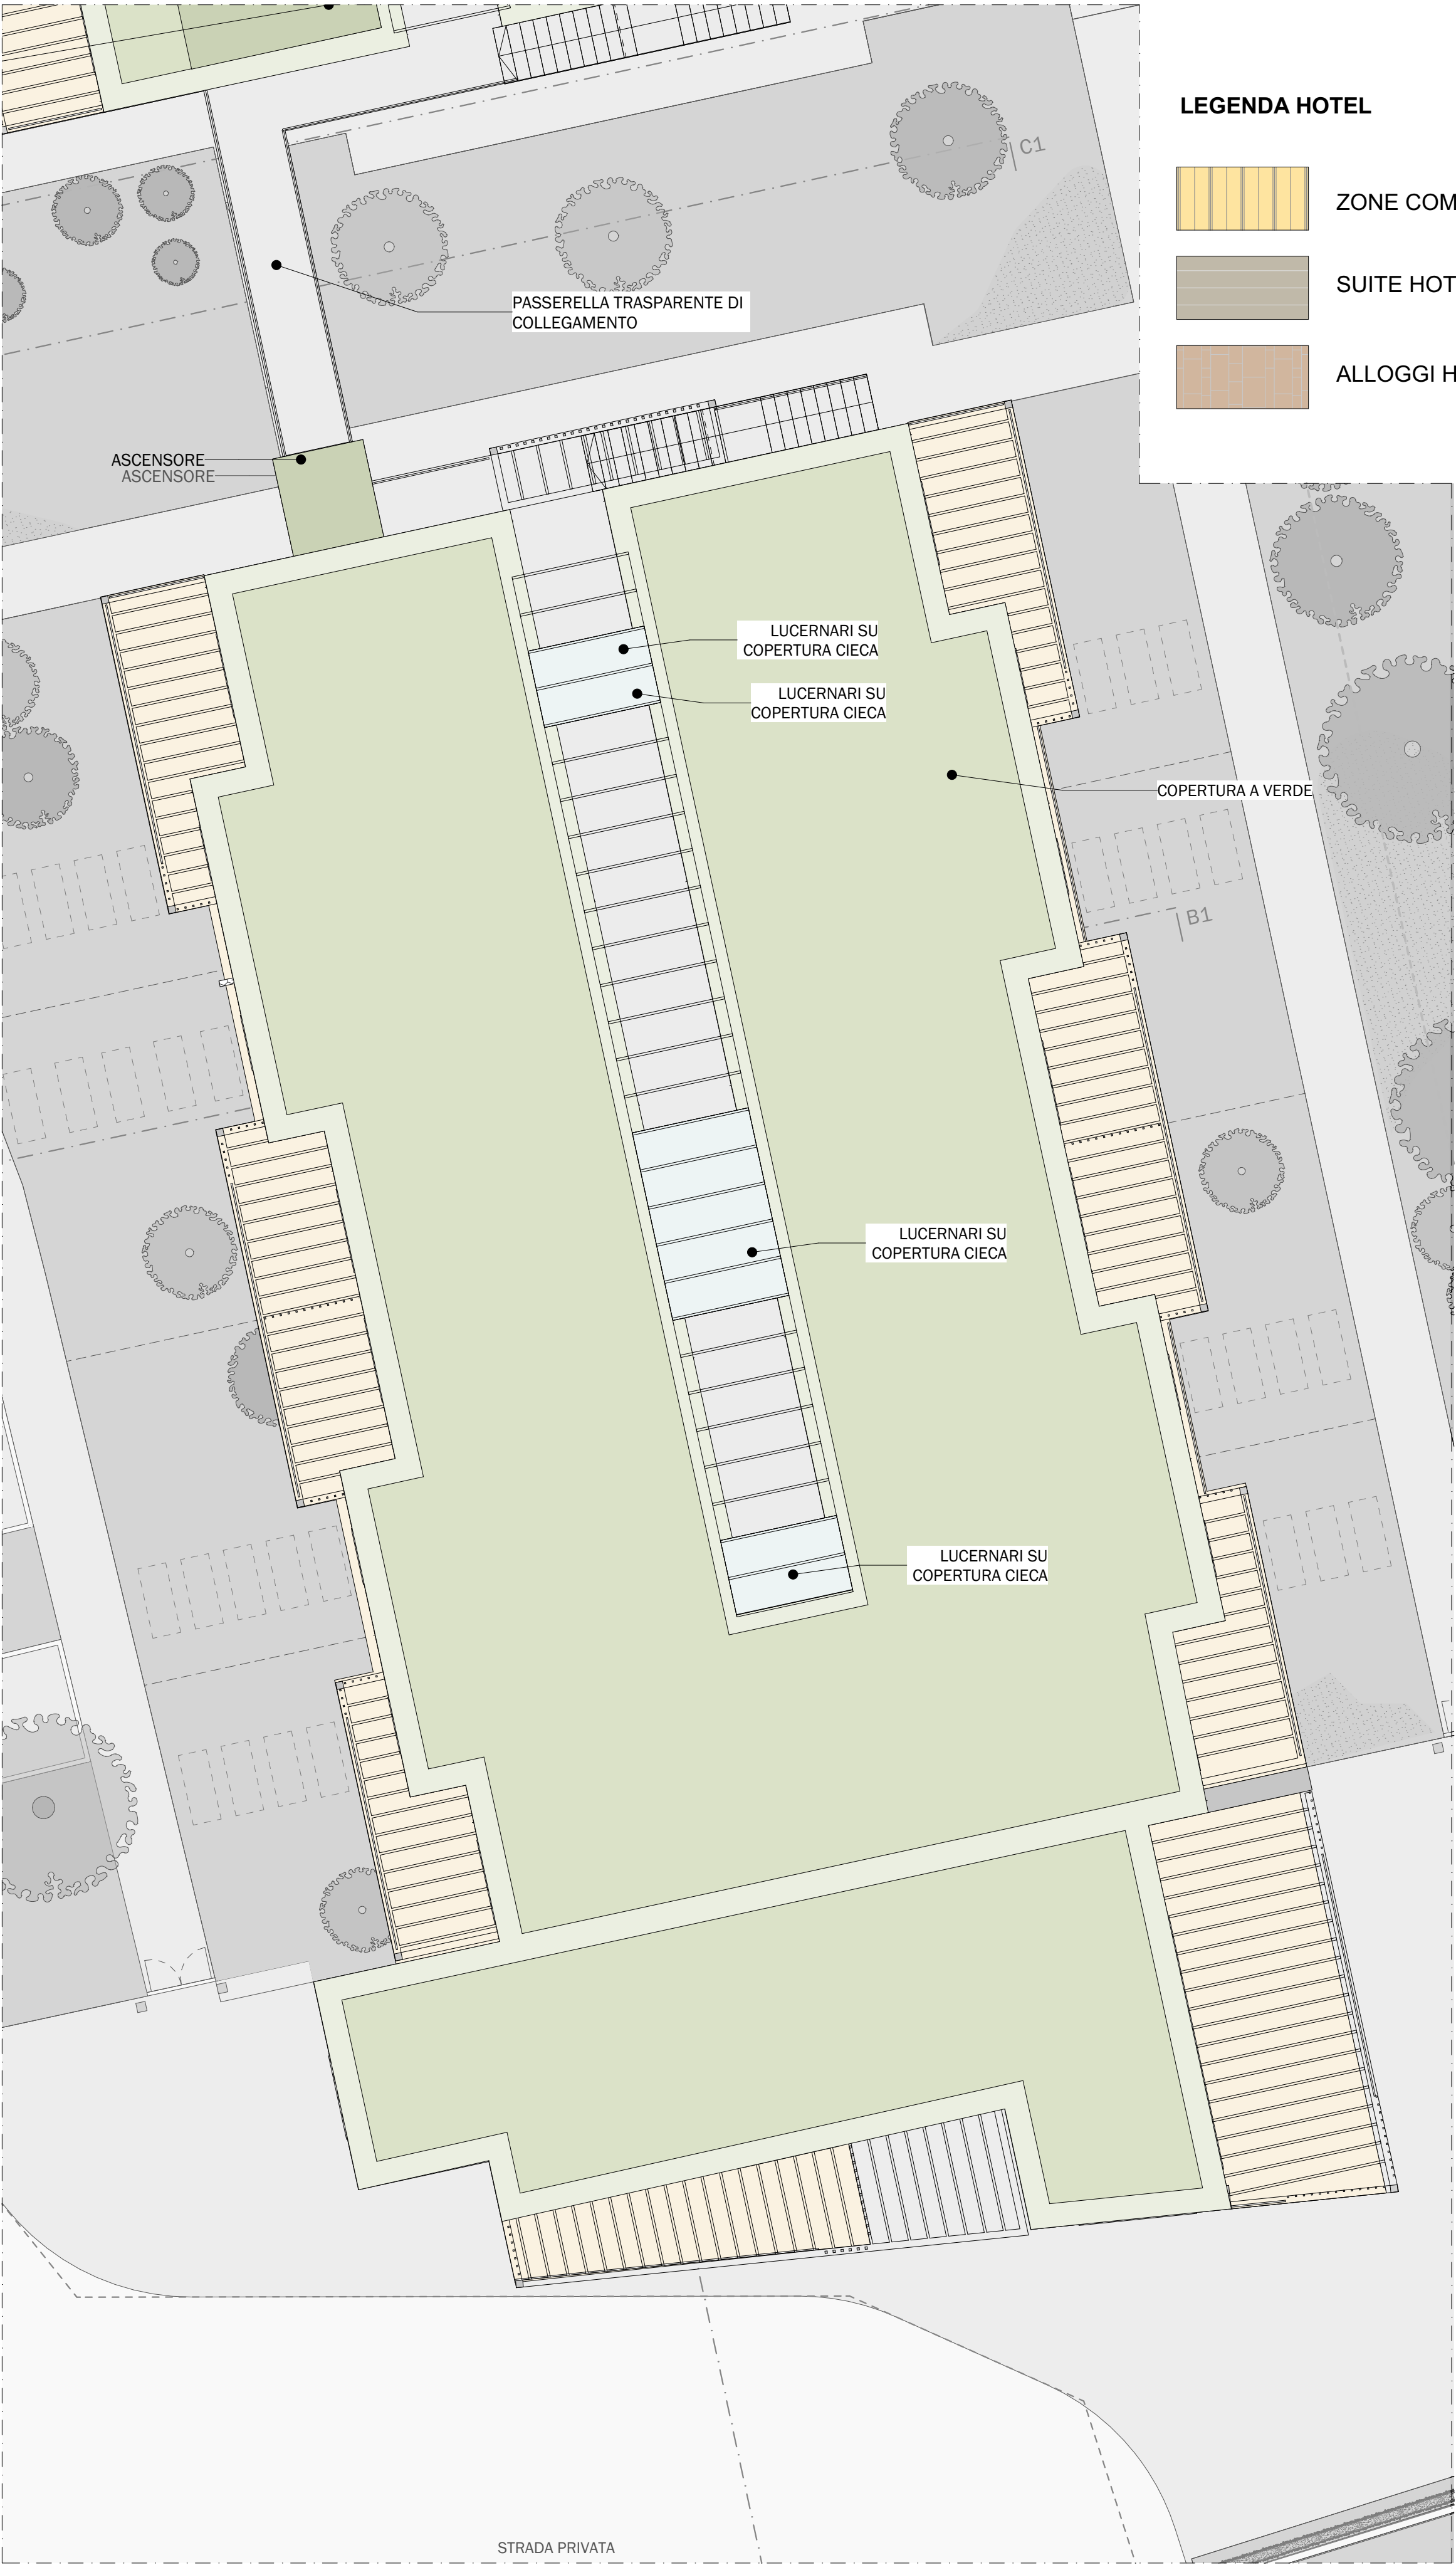 LEGENDA HOTEL
C1
ZONE COM
SUITE HOT
ALLOGGI H
PASSERELLA TRASPARENTE DI
COLLEGAMENTO
ASCENSORE
ASCENSORE
LUCERNARI SU
COPERTURA CIECA
LUCERNARI SU
COPERTURA CIECA
COPERTURA A VERDE
B1
LUCERNARI SU
COPERTURA CIECA
LUCERNARI SU
COPERTURA CIECA
STRADA PRIVATA